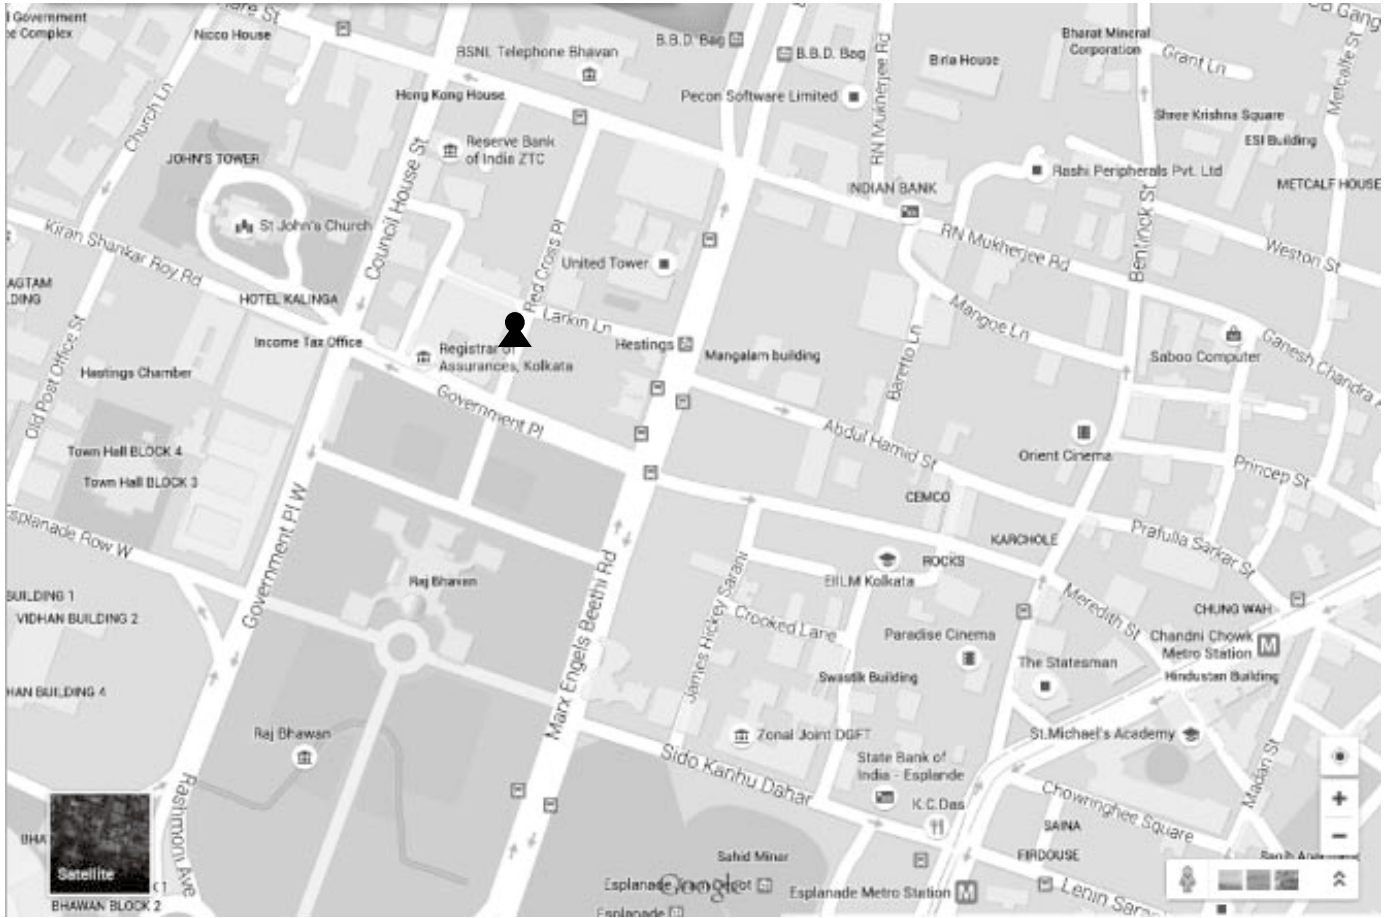 Government
Complex
Nicco House
are St
BSNL Telephone Bhavan
B.B.D. Bag
B.B.D. Bag
RN Mukherjee Rd
Birla House
Bharat Mineral
Corporation
Grant Ln
Metcalfe St
Church Ln
Hong Kong House
Pecon Software Limited
Shree Krishna Square
ESI Building
JOHN'S TOWER
Reserve Bank
of India ZTC
INDIAN BANK
Rashi Peripherals Pvt. Ltd
METCALF HOUSE
St John's Church
Council House St
Red Cross Pl
United Tower
RN Mukherjee Rd
Bentinck St
Weston St
Kiran Shankar Roy Rd
HOTEL KALINGA
Larkin Ln
Mangoe Ln
Income Tax Office
Registrar of
Assurances, Kolkata
Hestings
Mangalam building
Baretto Ln
Saboo Computer
Ganesh Chandra A
Old Post Office St
Hastings Chamber
Government Pl
Abdul Hamid St
Orient Cinema
Princep St
Town Hall BLOCK 4
Town Hall BLOCK 3
CEMCO
Esplanade Row W
Government Pl W
KARCHOLE
Prafulla Sarkar St
Raj Bhavan
Marx Engels Beethi Rd
James Hickey Sarani
EIILM Kolkata
ROCKS
BUILDING 1
VIDHAN BUILDING 2
Crooked Lane
Paradise Cinema
Meredith St
CHUNG WAH
Chandni Chowk
Metro Station
The Statesman
Hindustan Building
HAN BUILDING 4
Swastik Building
Raj Bhawan
Zonal Joint DGFT
St.Michael's Academy
Sido Kanhu Dahar
State Bank of
India - Esplande
K.C.Das
Chowringhee Square
Madan St
Rashmoni Ave
SAINA
FIRDOUSE
Satellite
Sahid Minar
Google
Esplanade Metro Station
Lenin Sara
BHAWAN BLOCK 2
Esplanade